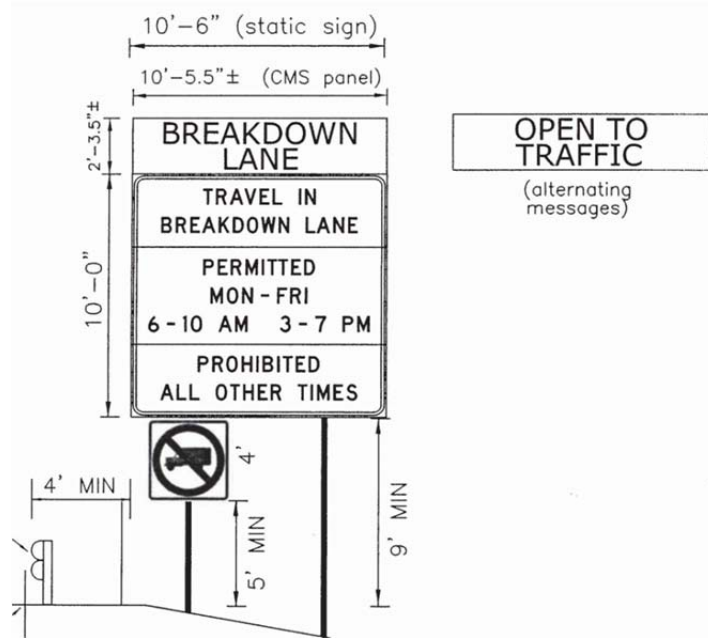 10'-6" (static sign)
10'-5.5"± (CMS panel)
2'-3.5"±
BREAKDOWN
LANE
OPEN TO
TRAFFIC
(alternating
messages)
10'-0"
TRAVEL IN
BREAKDOWN LANE
PERMITTED
MON-FRI
6-10 AM 3-7 PM
PROHIBITED
ALL OTHER TIMES
4'
4' MIN
5' MIN
9' MIN